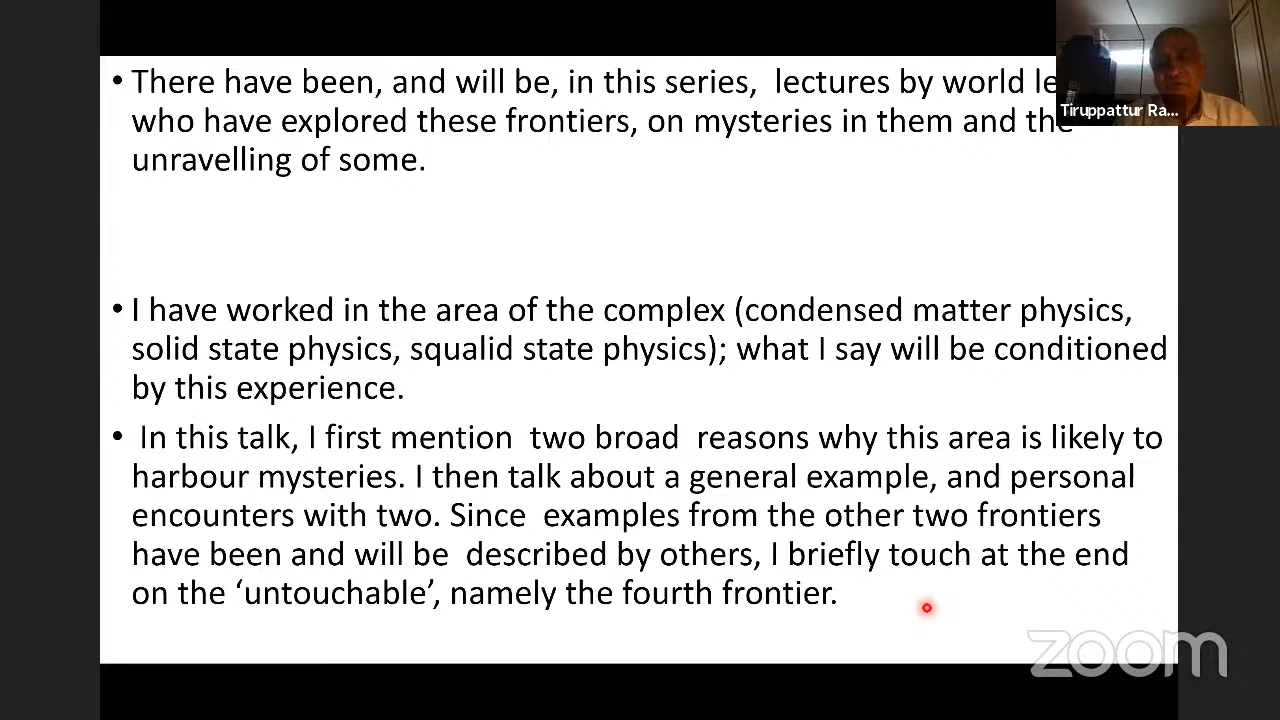 • There have been, and will be, in this series, lectures by world le
who have explored these frontiers, on mysteries in them and the
unravelling of some.
• I have worked in the area of the complex (condensed matter physics,
solid state physics, squalid state physics); what I say will be conditioned
by this experience.
• In this talk, I first mention two broad reasons why this area is likely to
harbour mysteries. I then talk about a general example, and personal
encounters with two. Since examples from the other two frontiers
have been and will be described by others, I briefly touch at the end
on the ‘untouchable’, namely the fourth frontier.
Tiruppattur Ra...
zoom